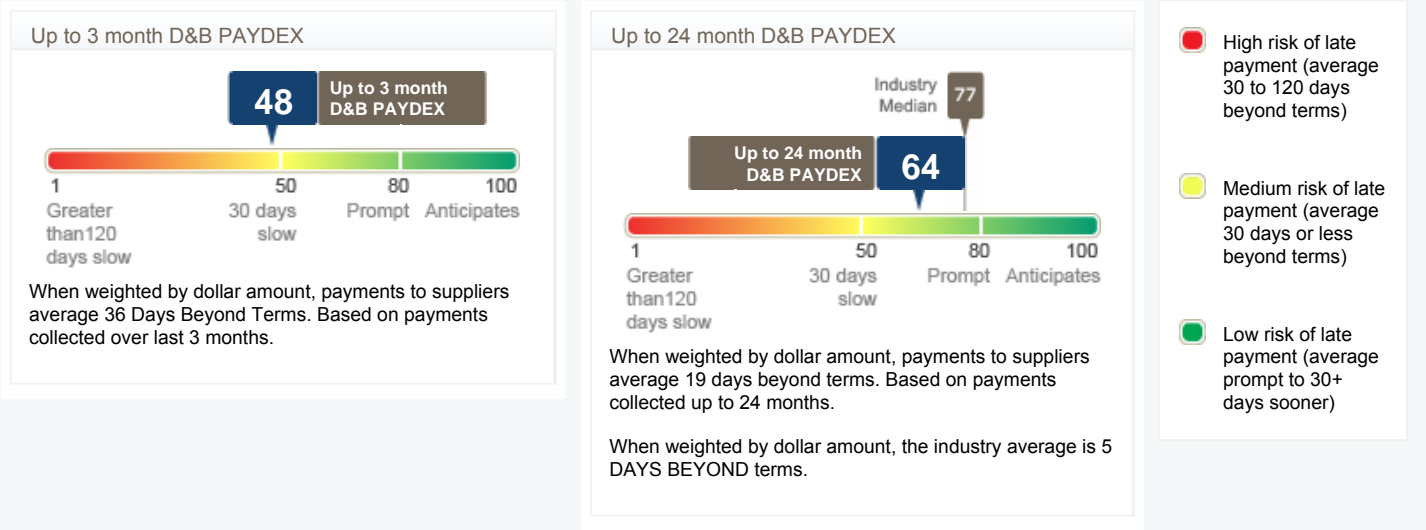 Up to 3 month D&B PAYDEX
48
Up to 3 month
D&B PAYDEX
1
50
80
100
Greater
than120
days slow
30 days
slow
Prompt
Anticipates
When weighted by dollar amount, payments to suppliers
average 36 Days Beyond Terms. Based on payments
collected over last 3 months.
Up to 24 month D&B PAYDEX
Industry
Median
77
Up to 24 month
D&B PAYDEX
64
1
50
80
100
Greater
than120
days slow
30 days
slow
Prompt
Anticipates
When weighted by dollar amount, payments to suppliers
average 19 days beyond terms. Based on payments
collected up to 24 months.
When weighted by dollar amount, the industry average is 5
DAYS BEYOND terms.
High risk of late
payment (average
30 to 120 days
beyond terms)
Medium risk of late
payment (average
30 days or less
beyond terms)
Low risk of late
payment (average
prompt to 30+
days sooner)